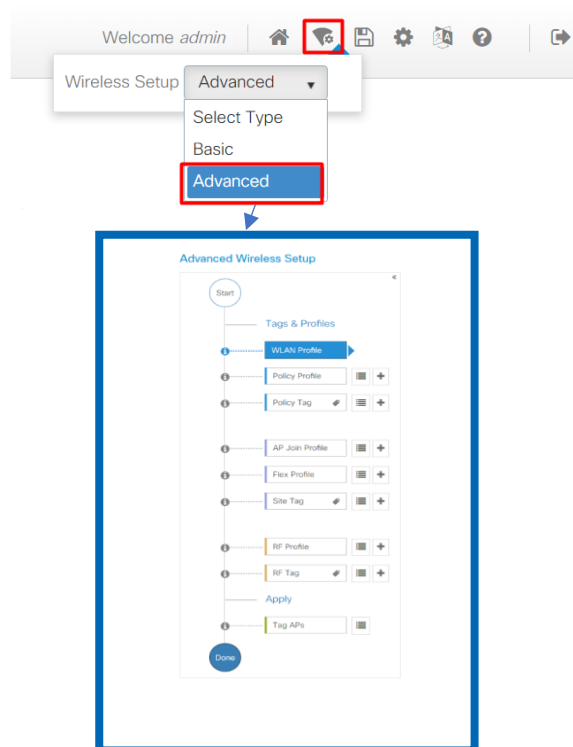 Welcome admin
Wireless Setup Advanced
Select Type
Basic
Advanced
Advanced Wireless Setup
Start
Tags & Profiles
WLAN Profile
Policy Profile
Policy Tag
AP Join Profile
Flex Profile
Site Tag
RF Profile
RF Tag
Apply
Tag APs
Done